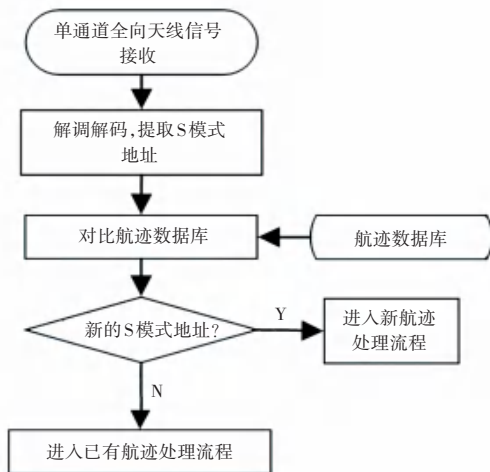 单通道全向天线信号
接收
解调解码,提取S模式
地址
对比航迹数据库
航迹数据库
新的S模式地址?
Y
进入新航迹
处理流程
N
进入已有航迹处理流程